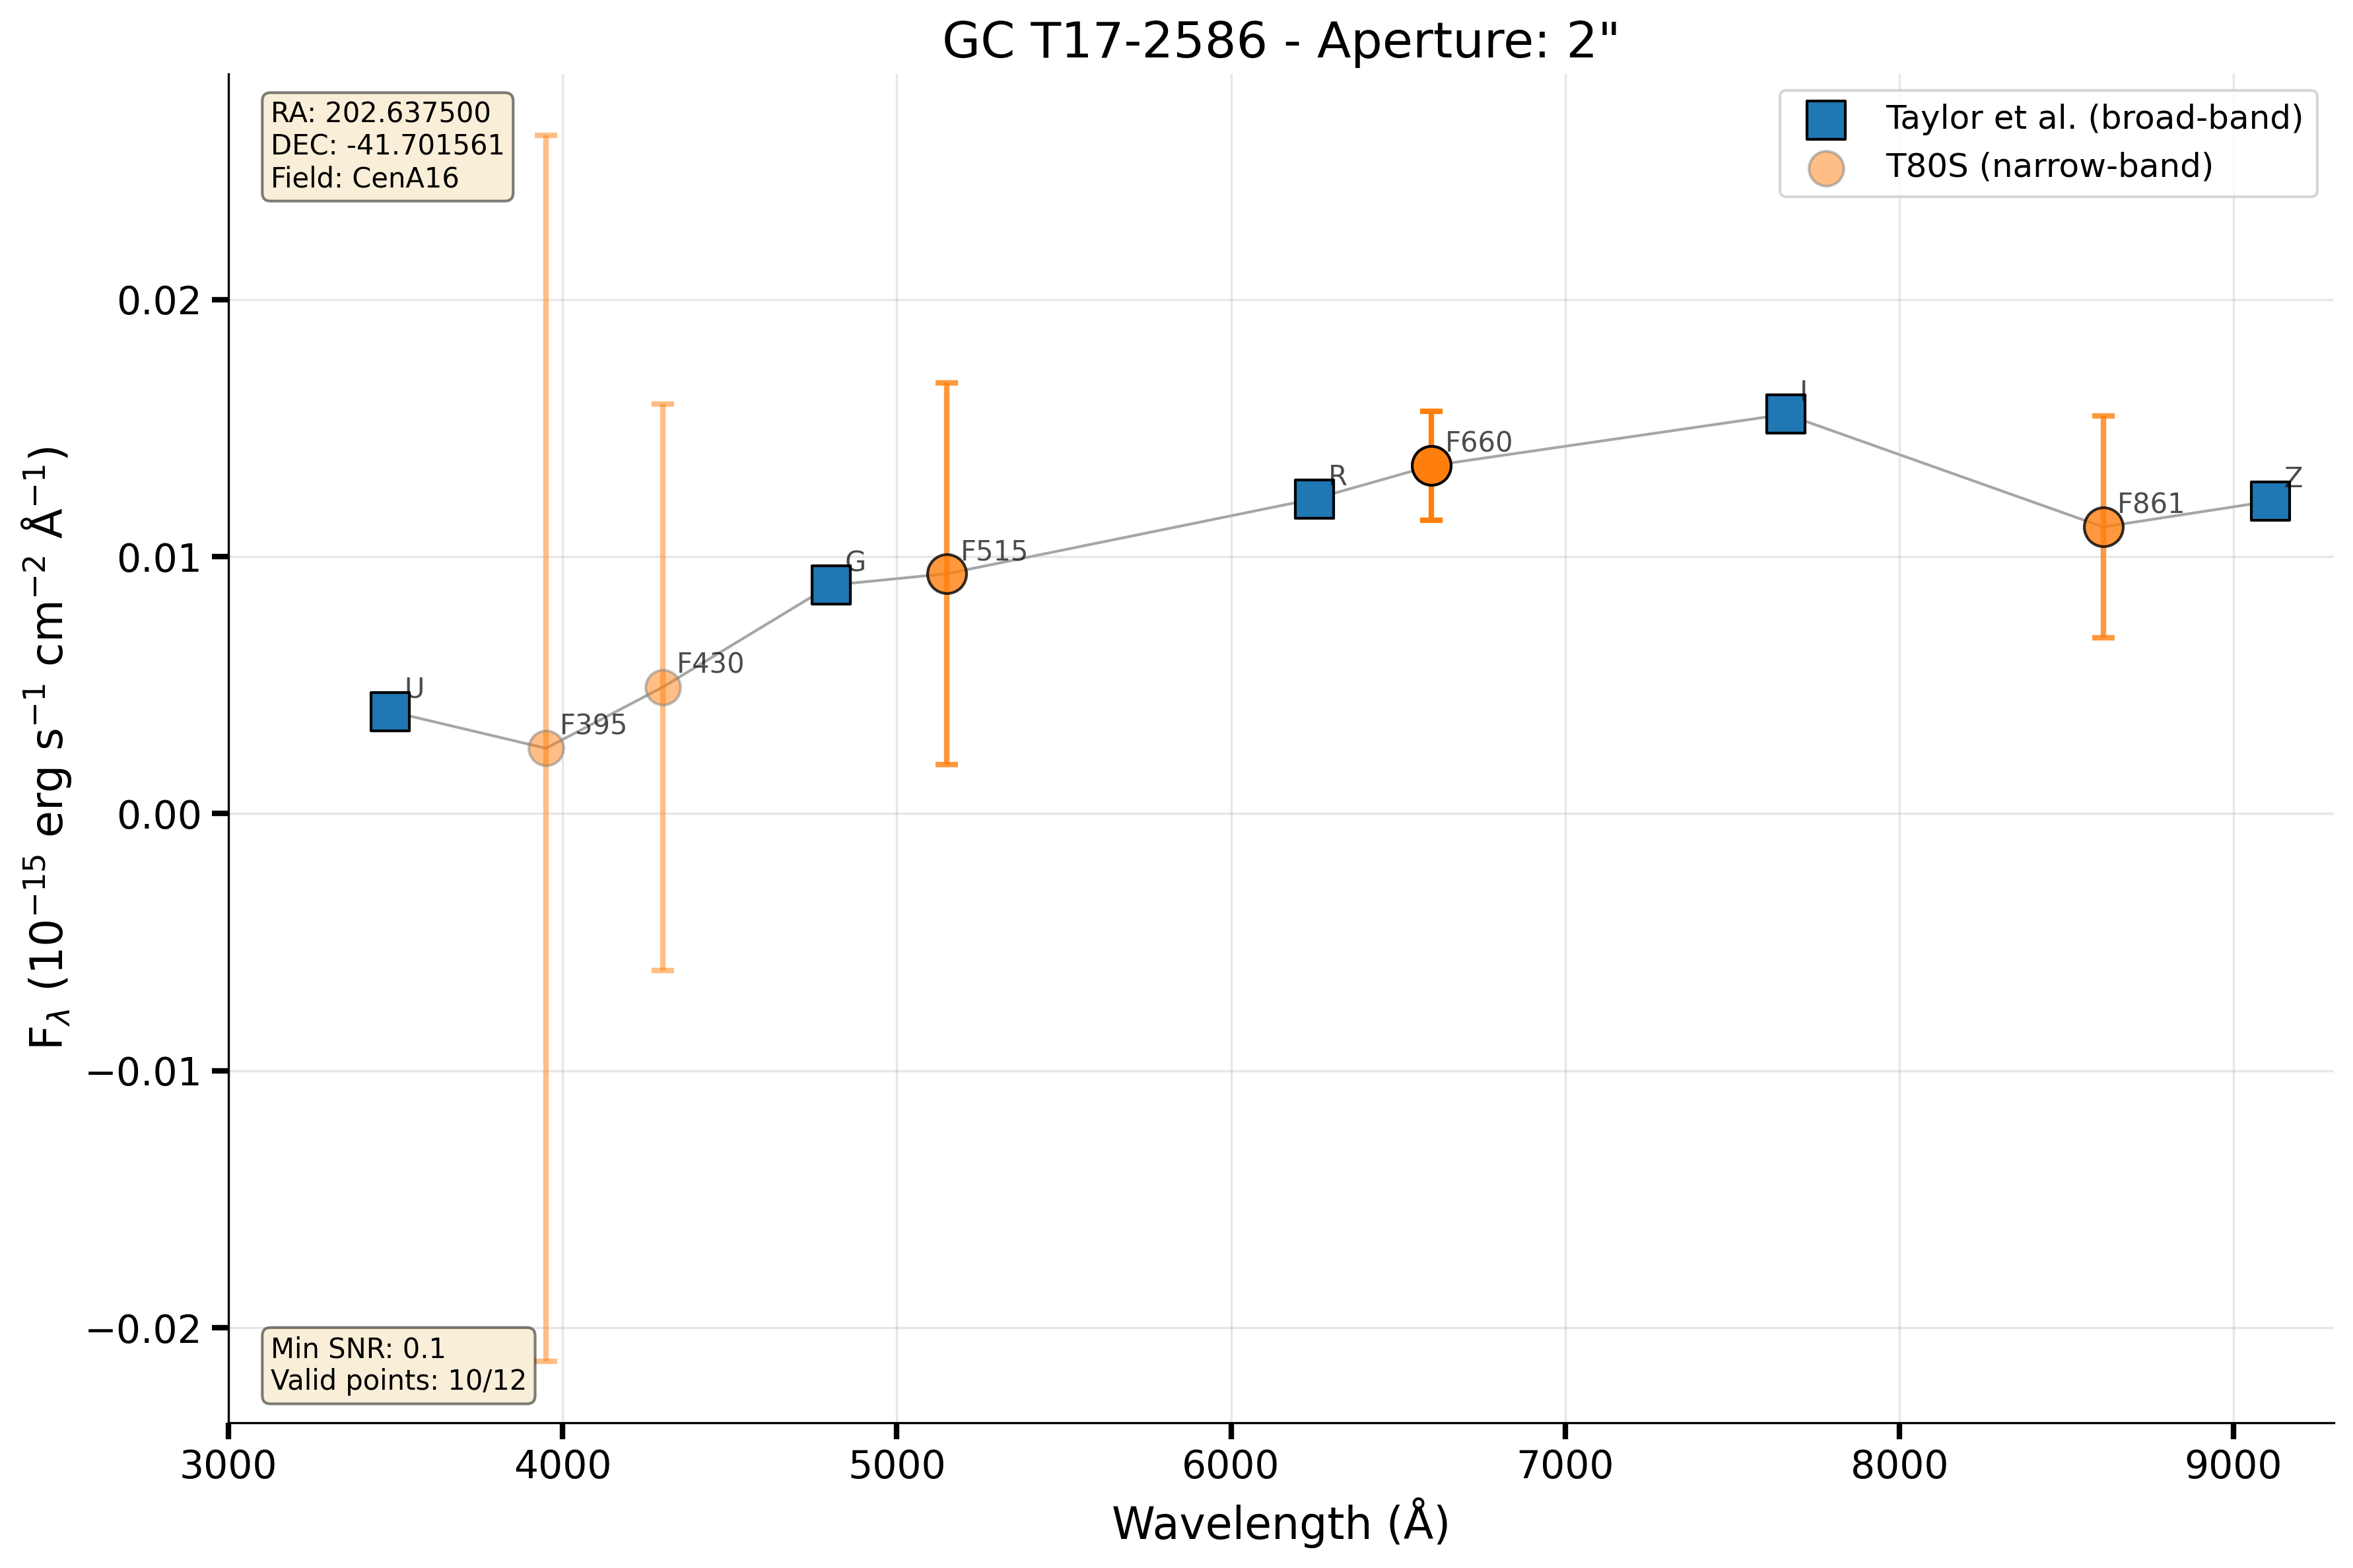 GC T17-2586 - Aperture: 2"
RA: 202.637500
DEC: -41.701561
Field: CenA16
Taylor et al. (broad-band)
T80S (narrow-band)
F_λ (10⁻¹⁵ erg s⁻¹ cm⁻² Å⁻¹)
0.02
0.01
0.00
−0.01
−0.02
U
F395
F430
G
F515
R
F660
I
F861
Z
Min SNR: 0.1
Valid points: 10/12
3000 4000 5000 6000 7000 8000 9000
Wavelength (Å)